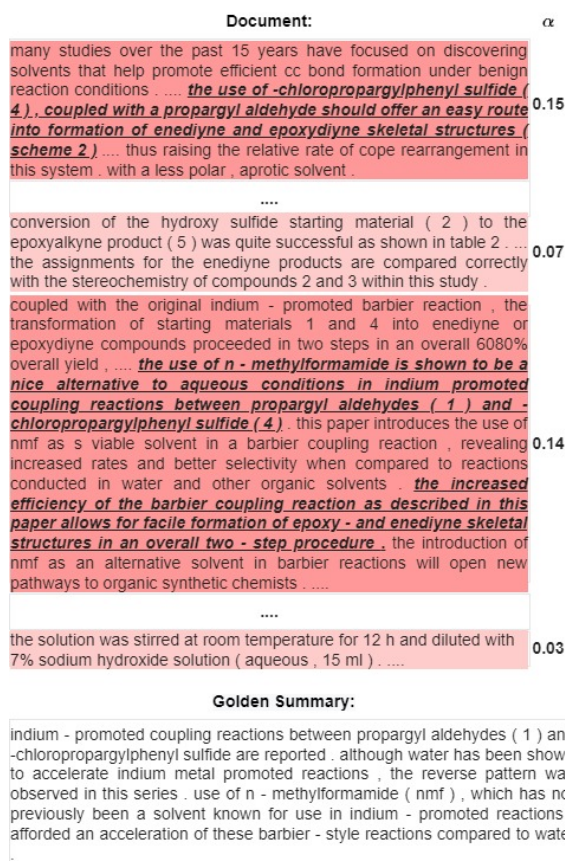 Document: α
many studies over the past 15 years have focused on discovering
solvents that help promote efficient cc bond formation under benign
reaction conditions . .... the use of -chloropropargylphenyl sulfide (
4 ) , coupled with a propargyl aldehyde should offer an easy route
into formation of enediyne and epoxydiyne skeletal structures (
scheme 2 ) .... thus raising the relative rate of cope rearrangement in
this system . with a less polar , aprotic solvent .
0.15
....
conversion of the hydroxy sulfide starting material ( 2 ) to the
epoxyalkyne product ( 5 ) was quite successful as shown in table 2 . ...
the assignments for the enediyne products are compared correctly
with the stereochemistry of compounds 2 and 3 within this study .
0.07
coupled with the original indium - promoted barbier reaction , the
transformation of starting materials 1 and 4 into enediyne or
epoxydiyne compounds proceeded in two steps in an overall 6080%
overall yield , .... the use of n - methylformamide is shown to be a
nice alternative to aqueous conditions in indium promoted
coupling reactions between propargyl aldehydes ( 1 ) and -
chloropropargylphenyl sulfide ( 4 ) . this paper introduces the use of
nmf as s viable solvent in a barbier coupling reaction , revealing
increased rates and better selectivity when compared to reactions
conducted in water and other organic solvents . the increased
efficiency of the barbier coupling reaction as described in this
paper allows for facile formation of epoxy - and enediyne skeletal
structures in an overall two - step procedure . the introduction of
nmf as an alternative solvent in barbier reactions will open new
pathways to organic synthetic chemists . ....
0.14
....
the solution was stirred at room temperature for 12 h and diluted with
7% sodium hydroxide solution ( aqueous , 15 ml ) . ....
0.03
Golden Summary:
indium - promoted coupling reactions between propargyl aldehydes ( 1 ) an
-chloropropargylphenyl sulfide are reported . although water has been show
to accelerate indium metal promoted reactions , the reverse pattern wa
observed in this series . use of n - methylformamide ( nmf ) , which has no
previously been a solvent known for use in indium - promoted reactions
afforded an acceleration of these barbier - style reactions compared to wate
.